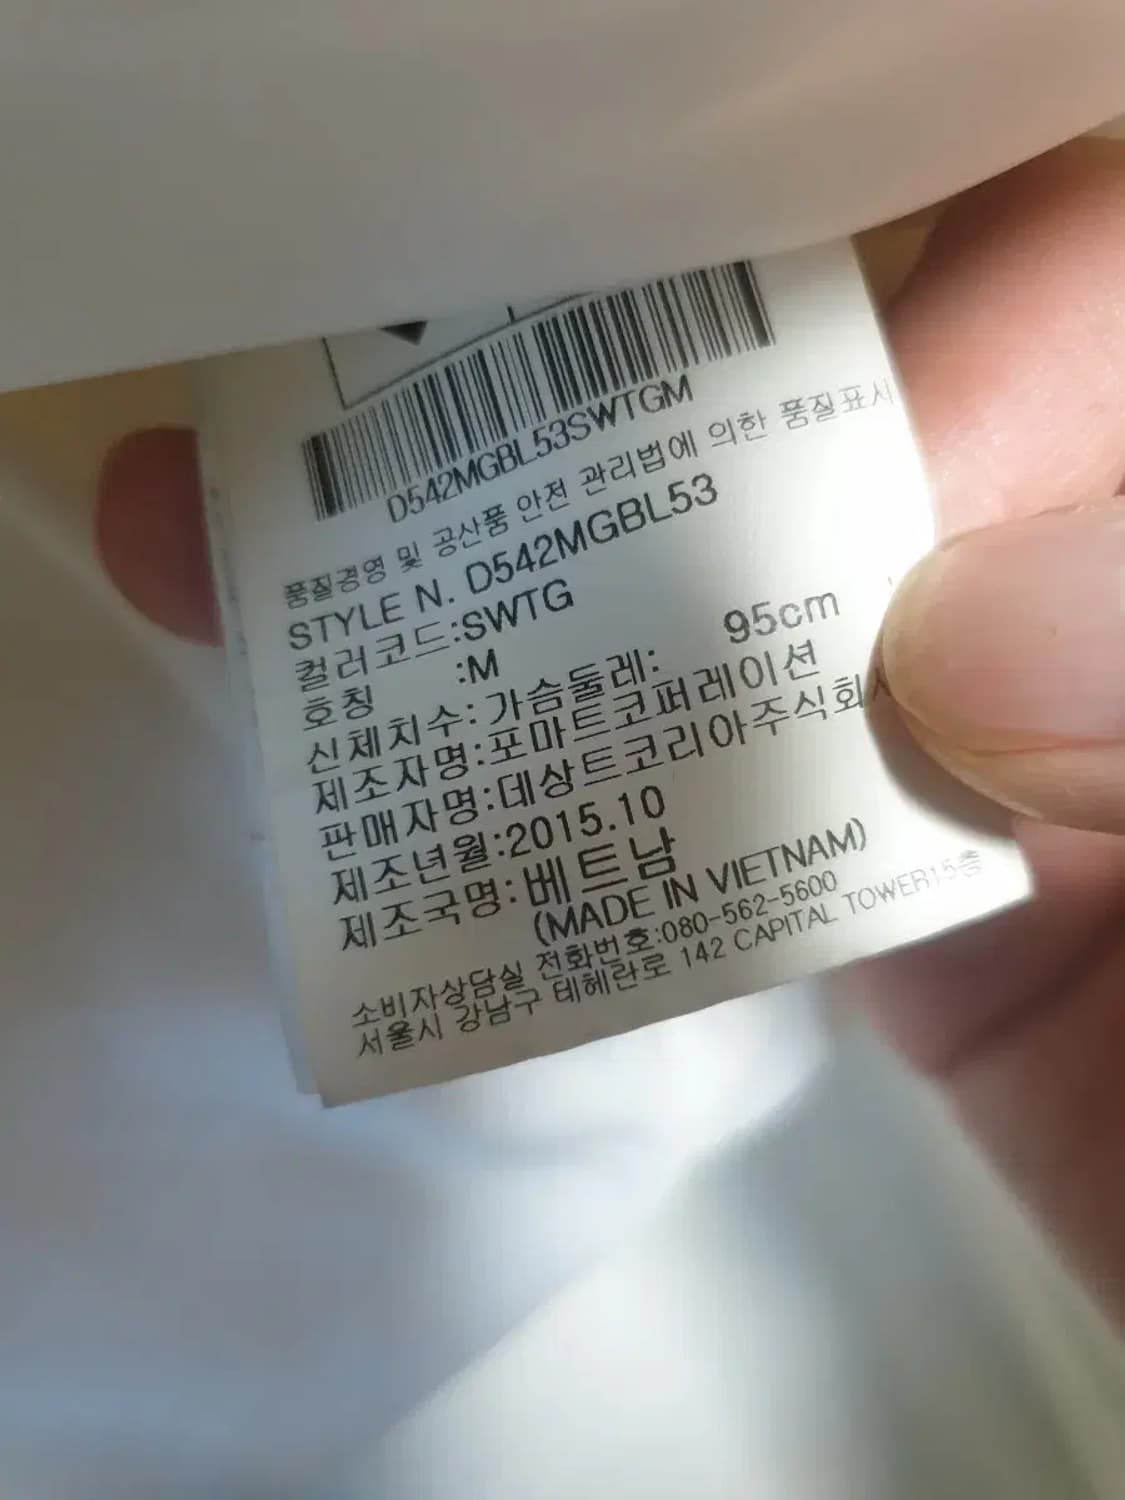 D542MGBL53SWTGM
품질경영 및 공산품 안전 관리법에 의한 품질표시
STYLE N. D542MGBL53
컬러코드:SWTG
호칭 :M
신체치수: 가슴둘레: 95cm
제조자명:포마트코퍼레이션
판매자명:데상트코리아주식회사
제조년월:2015.10
제조국명:베트남
(MADE IN VIETNAM)
소비자상담실 전화번호:080-562-5600
서울시 강남구 테헤란로 142 CAPITAL TOWER15층